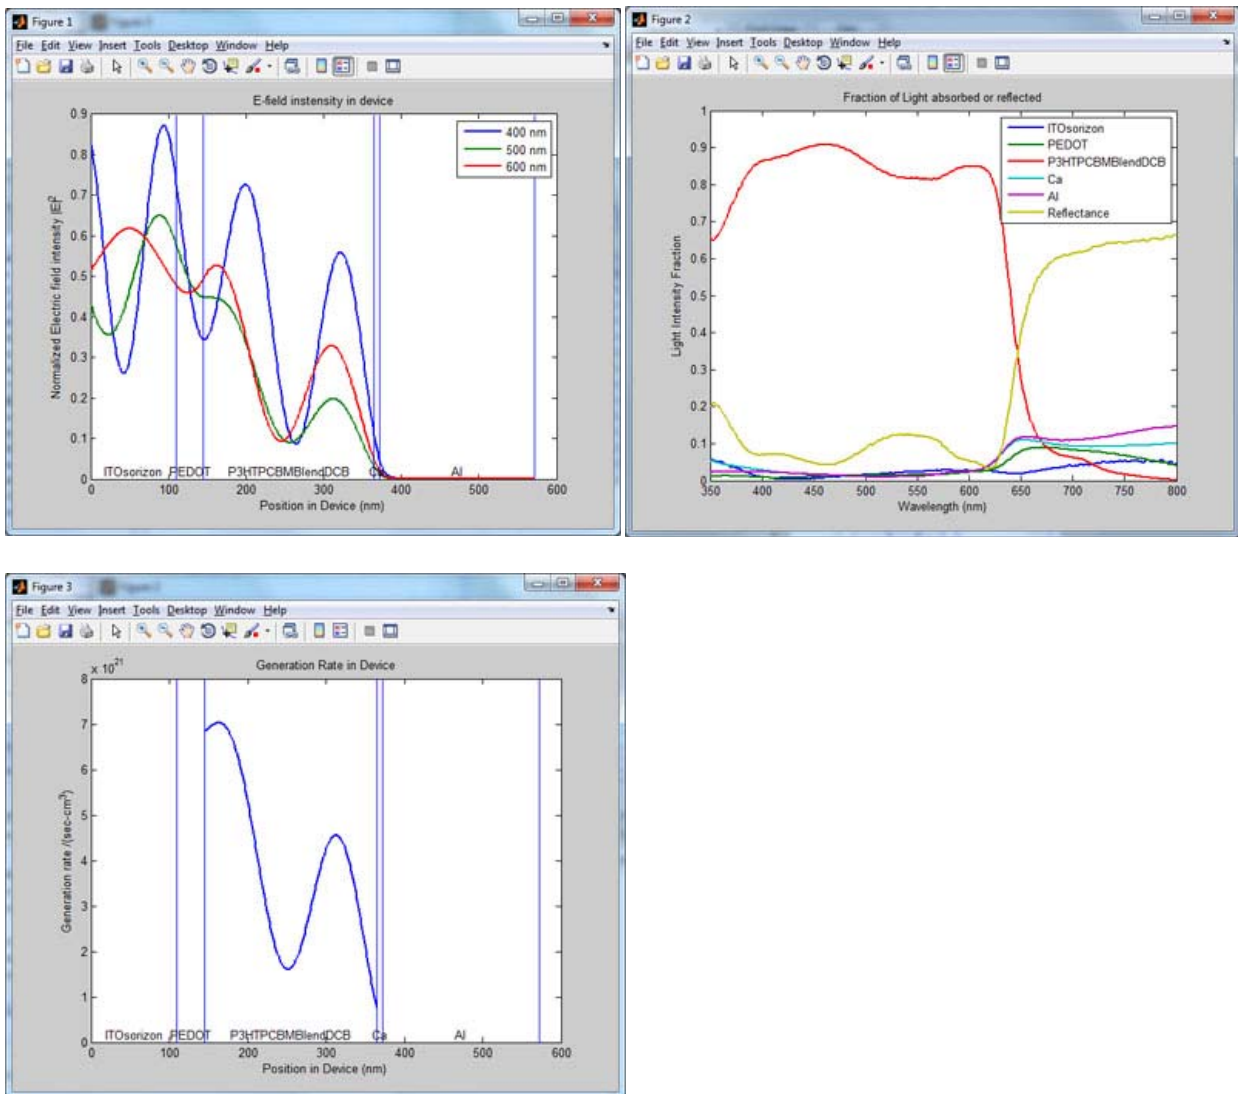 Figure 1
File Edit View Insert Tools Desktop Window Help
E-field instensity in device
Normalized Electric field intensity |E|²
0.9
0.8
0.7
0.6
0.5
0.4
0.3
0.2
0.1
0
400 nm
500 nm
600 nm
ITOsorizon PEDOT P3HTPCBMBlendDCB Ca Al
0 100 200 300 400 500 600
Position in Device (nm)
Figure 2
File Edit View Insert Tools Desktop Window Help
Fraction of Light absorbed or reflected
Light Intensity Fraction
1
0.9
0.8
0.7
0.6
0.5
0.4
0.3
0.2
0.1
0
ITOsorizon
PEDOT
P3HTPCBMBlendDCB
Ca
Al
Reflectance
350 400 450 500 550 600 650 700 750 800
Wavelength (nm)
Figure 3
File Edit View Insert Tools Desktop Window Help
Generation Rate in Device
x 10²¹
Generation rate /(sec-cm³)
8
7
6
5
4
3
2
1
0
ITOsorizon PEDOT P3HTPCBMBlendDCB Ca Al
0 100 200 300 400 500 600
Position in Device (nm)